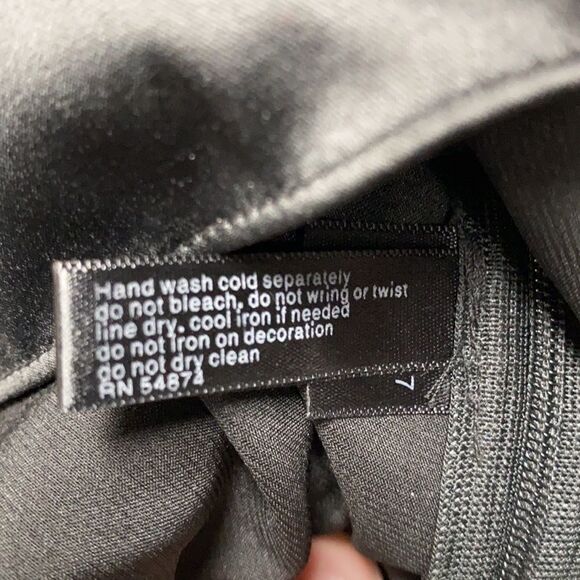 Hand wash cold separately
do not bleach, do not wring or twist
line dry, cool iron if needed
do not iron on decoration
do not dry clean
RN 54874
7